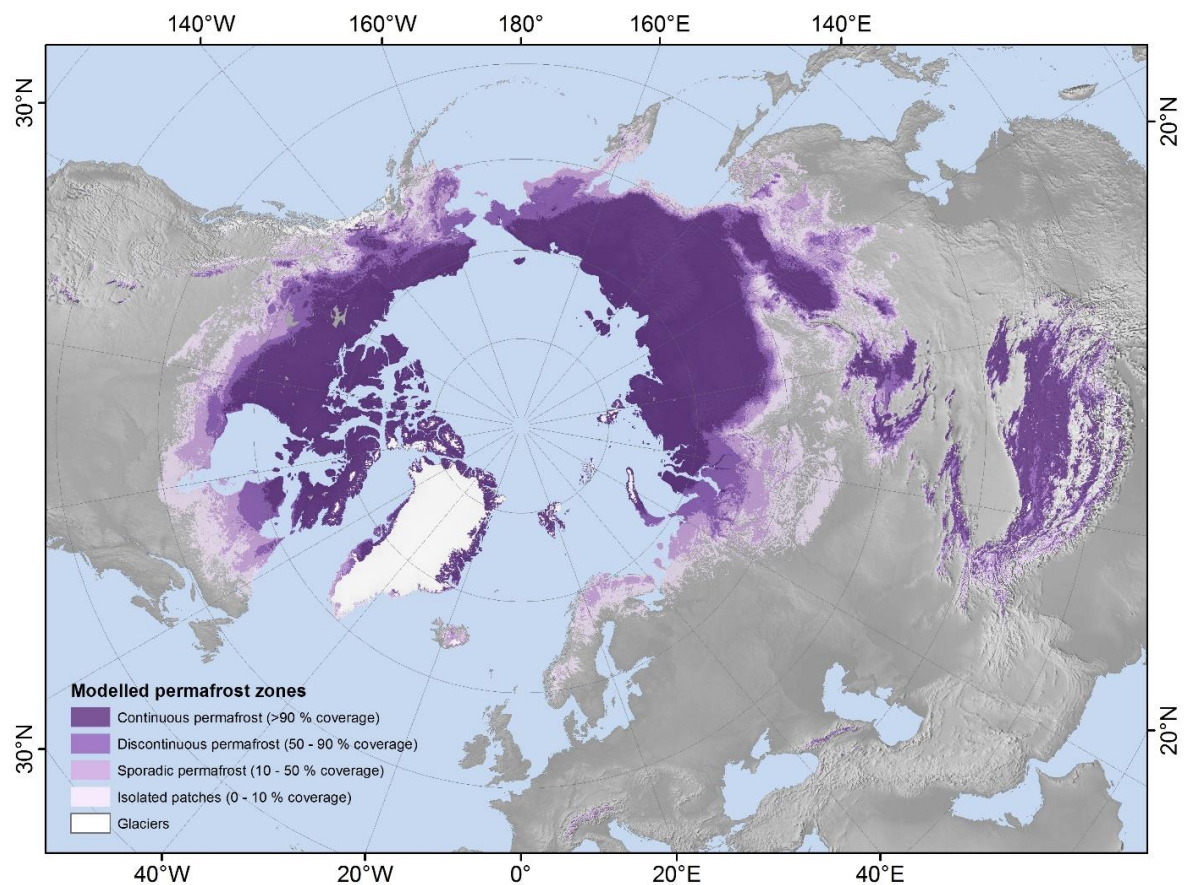 140°W 160°W 180° 160°E 140°E
30°N
20°N
Modelled permafrost zones
Continuous permafrost (>90 % coverage)
Discontinuous permafrost (50 - 90 % coverage)
Sporadic permafrost (10 - 50 % coverage)
Isolated patches (0 - 10 % coverage)
Glaciers
30°N
20°N
40°W 20°W 0° 20°E 40°E